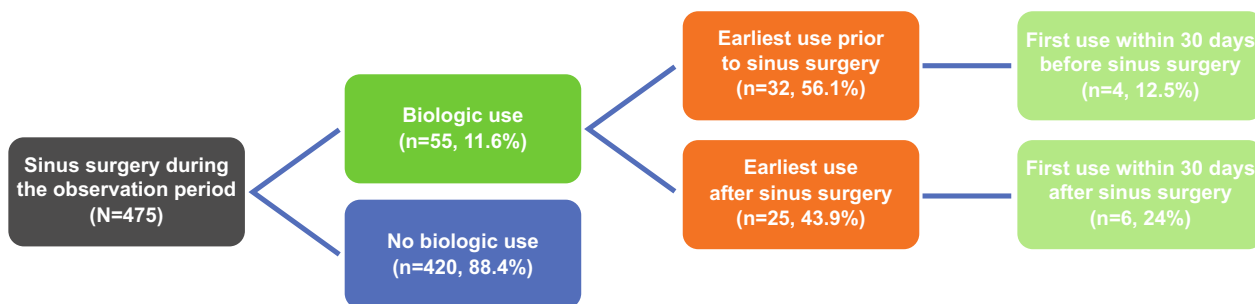 Sinus surgery during
the observation period
(N=475)
Biologic use
(n=55, 11.6%)
No biologic use
(n=420, 88.4%)
Earliest use prior
to sinus surgery
(n=32, 56.1%)
Earliest use
after sinus surgery
(n=25, 43.9%)
First use within 30 days
before sinus surgery
(n=4, 12.5%)
First use within 30 days
after sinus surgery
(n=6, 24%)